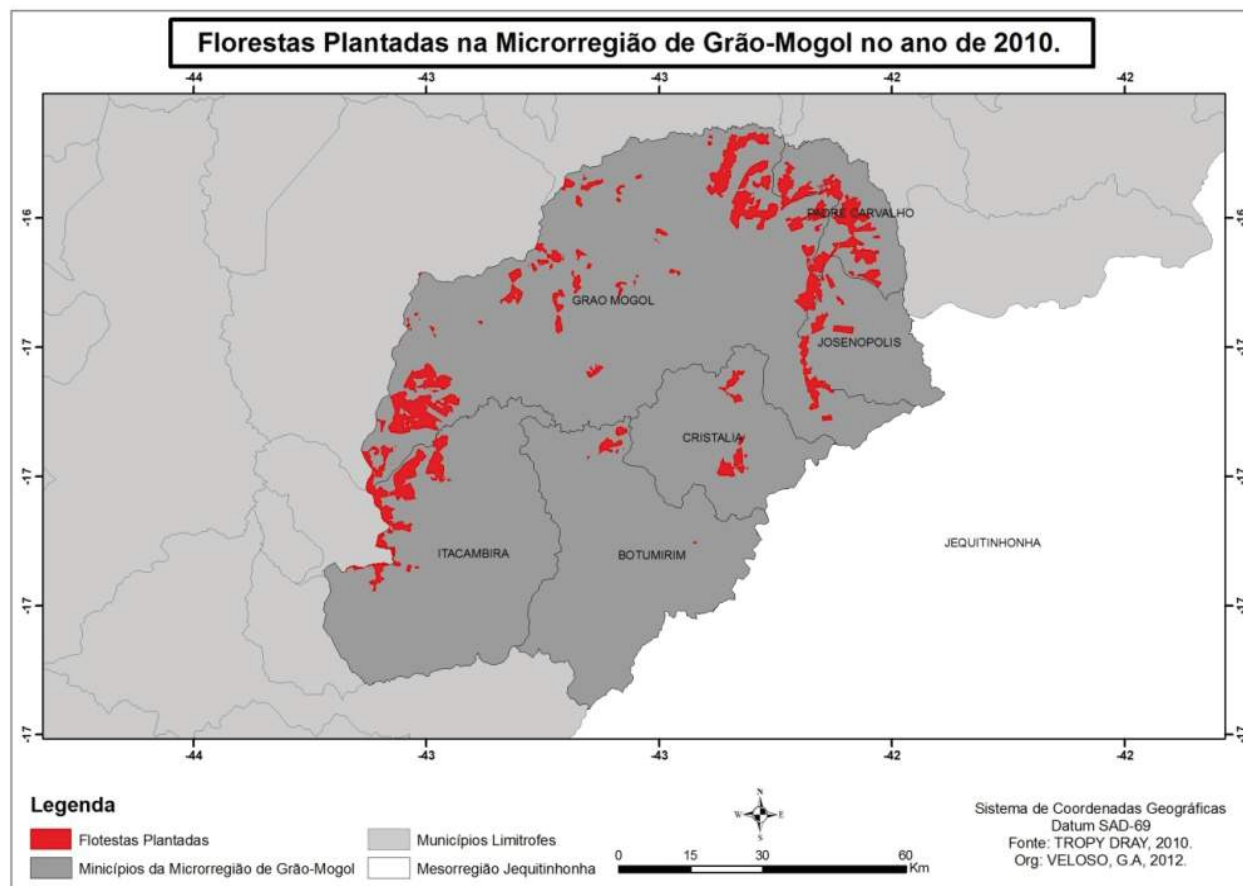 Florestas Plantadas na Microrregião de Grão-Mogol no ano de 2010.
-44 -43 -43 -42 -42
-16 -16
PADRE CARVALHO
GRAO MOGOL
-17 JOSENOPOLIS -17
CRISTALIA
-17 -17
ITACAMBIRA BOTUMIRIM JEQUITINHONHA
-17 -17
-17 -17
-44 -43 -43 -42 -42
Legenda
Flotestas Plantadas
Minicípios da Microrregião de Grão-Mogol
Municípios Limitrofes
Mesorregião Jequitinhonha
N
W E
S
0 15 30 60
Km
Sistema de Coordenadas Geográficas
Datum SAD-69
Fonte: TROPY DRAY, 2010.
Org: VELOSO, G.A, 2012.